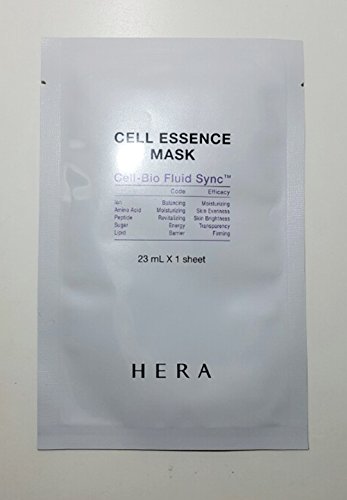 CELL ESSENCE
MASK
Cell-Bio Fluid Sync™
Code Efficacy
Ion Balancing Moisturizing
Amino Acid Moisturizing Skin Evenness
Peptide Revitalizing Skin Brightness
Sugar Energy Transparency
Lipid Barrier Firming
23 mL X 1 sheet
HERA